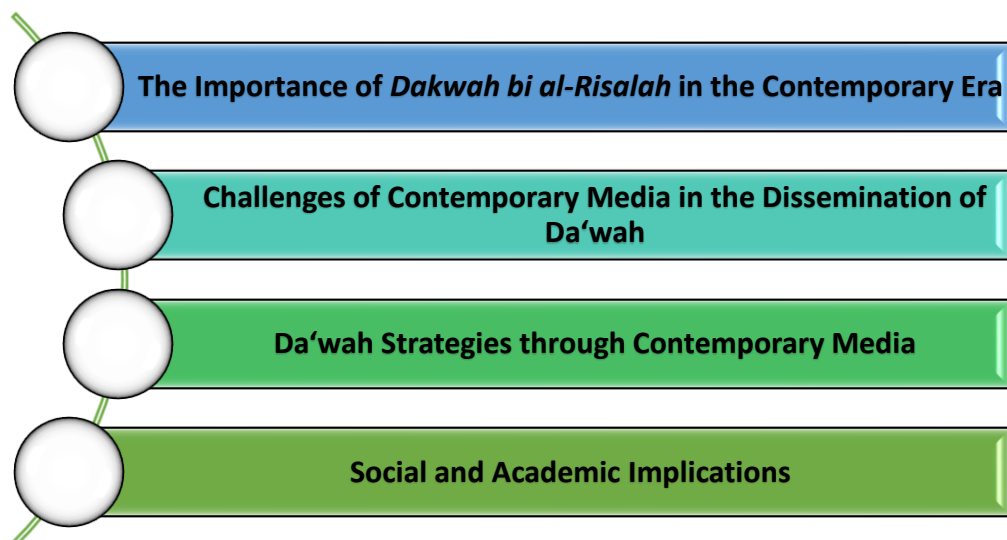 The Importance of Dakwah bi al-Risalah in the Contemporary Era
Challenges of Contemporary Media in the Dissemination of
Da‘wah
Da‘wah Strategies through Contemporary Media
Social and Academic Implications